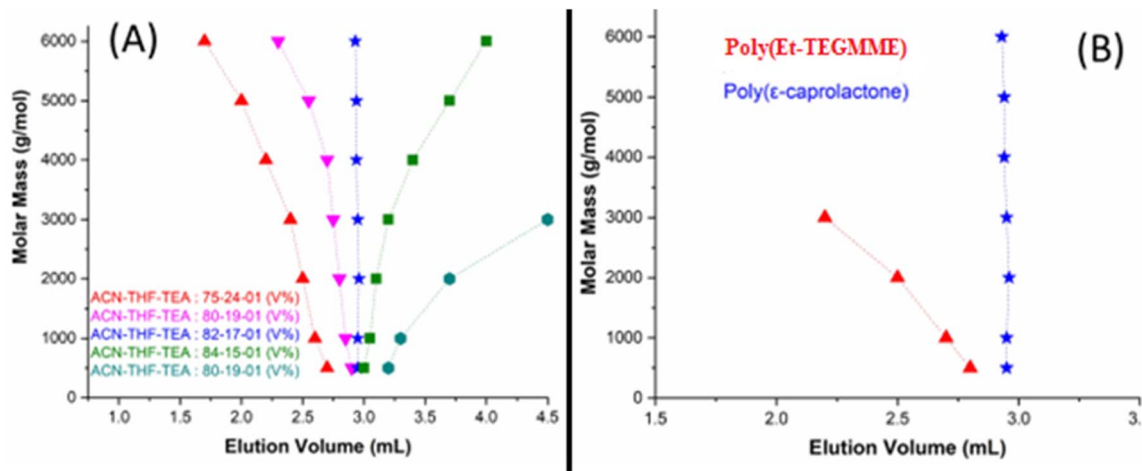 (A)
6000
5000
4000
3000
2000
1000
0
Molar Mass (g/mol)
ACN-THF-TEA : 75-24-01 (V%)
ACN-THF-TEA : 80-19-01 (V%)
ACN-THF-TEA : 82-17-01 (V%)
ACN-THF-TEA : 84-15-01 (V%)
ACN-THF-TEA : 80-19-01 (V%)
1.0 1.5 2.0 2.5 3.0 3.5 4.0 4.5
Elution Volume (mL)
(B)
Poly(Et-TEGMME)
Poly(ε-caprolactone)
6000
5000
4000
3000
2000
1000
0
Molar Mass (g/mol)
1.5 2.0 2.5 3.0 3.
Elution Volume (mL)